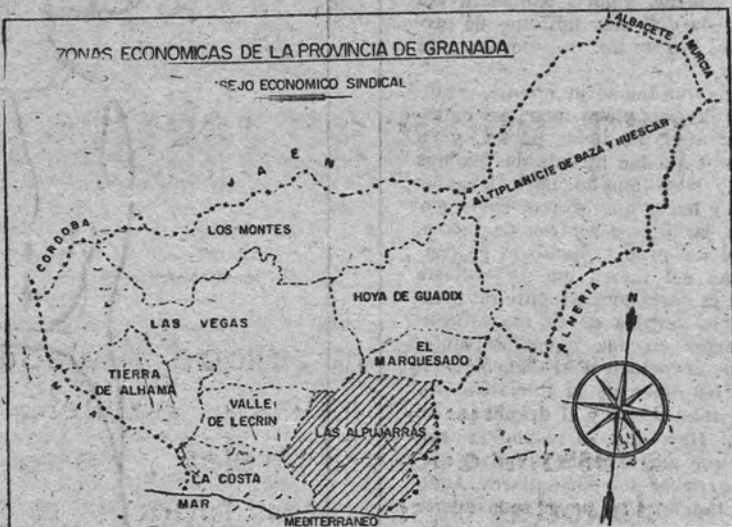 ZONAS ECONOMICAS DE LA PROVINCIA DE GRANADA
SEJO ECONOMICO SINDICAL
ALBACETE
MURCIA
JAEN
ALTIPLANICIE DE BAZA Y HUESCAR
CORDOBA
LOS MONTES
HOYA DE GUADIX
ALMERIA
N
LAS VEGAS
EL
MARQUESADO
TIERRA
DE ALHAMA
VALLE
DE LECRIN
LAS ALPUJARRAS
LA COSTA
MAR
MEDITERRANEO